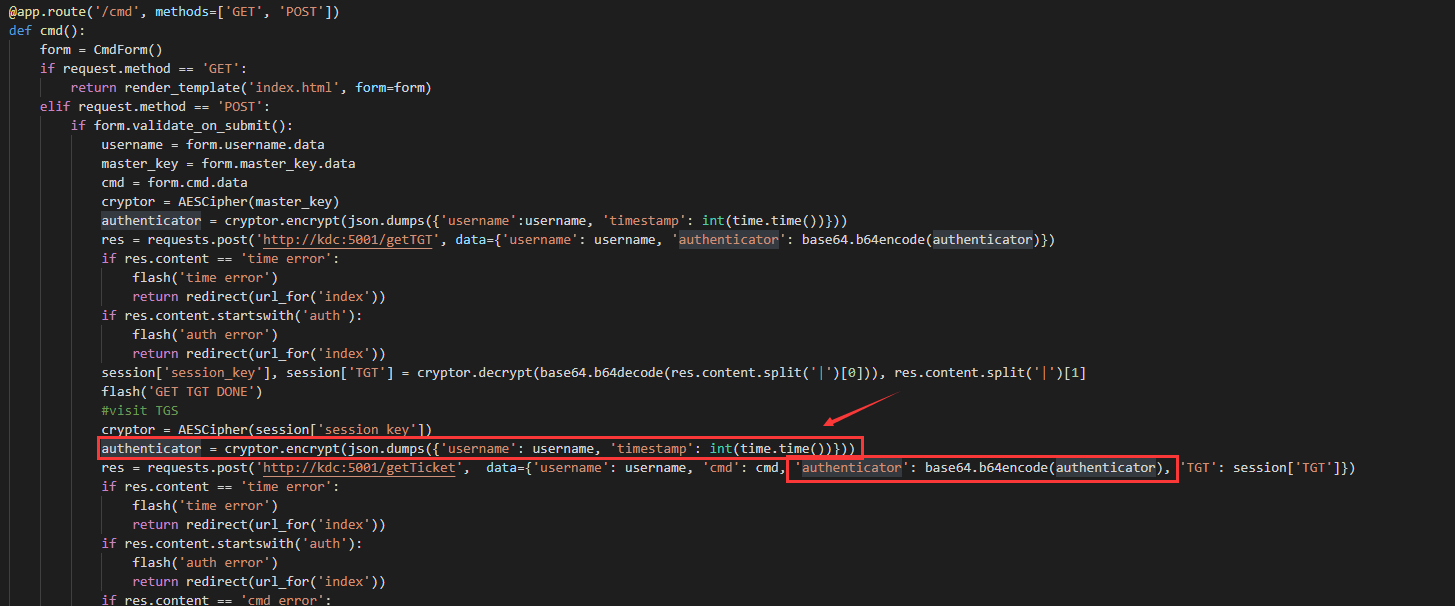 @app.route('/cmd', methods=['GET', 'POST'])
def cmd():
    form = CmdForm()
    if request.method == 'GET':
        return render_template('index.html', form=form)
    elif request.method == 'POST':
        if form.validate_on_submit():
            username = form.username.data
            master_key = form.master_key.data
            cmd = form.cmd.data
            cryptor = AESCipher(master_key)
            authenticator = cryptor.encrypt(json.dumps({'username':username, 'timestamp': int(time.time())}))
            res = requests.post('http://kdc:5001/getTGT', data={'username': username, 'authenticator': base64.b64encode(authenticator)})
            if res.content == 'time error':
                flash('time error')
                return redirect(url_for('index'))
            if res.content.startswith('auth'):
                flash('auth error')
                return redirect(url_for('index'))
            session['session_key'], session['TGT'] = cryptor.decrypt(base64.b64decode(res.content.split('|')[0])), res.content.split('|')[1]
            flash('GET TGT DONE')
            #visit TGS
            cryptor = AESCipher(session['session_key'])
            authenticator = cryptor.encrypt(json.dumps({'username': username, 'timestamp': int(time.time())}))
            res = requests.post('http://kdc:5001/getTicket',  data={'username': username, 'cmd': cmd, 'authenticator': base64.b64encode(authenticator), 'TGT': session['TGT']})
            if res.content == 'time error':
                flash('time error')
                return redirect(url_for('index'))
            if res.content.startswith('auth'):
                flash('auth error')
                return redirect(url_for('index'))
            if res.content == 'cmd error':